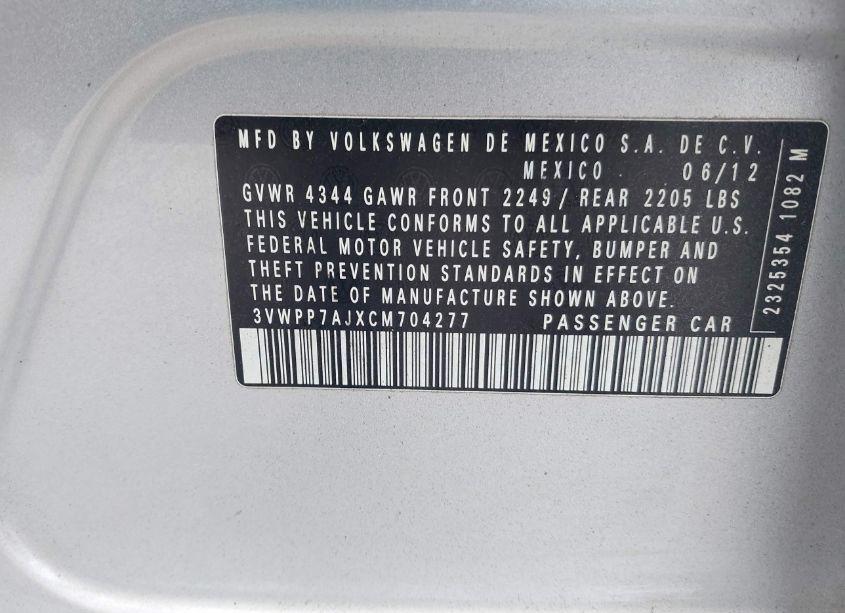 MFD BY VOLKSWAGEN DE MEXICO S.A. DE C.V.
MEXICO 06/12
GVWR 4344 GAWR FRONT 2249/ REAR 2205 LBS
THIS VEHICLE CONFORMS TO ALL APPLICABLE U.S.
FEDERAL MOTOR VEHICLE SAFETY, BUMPER AND
THEFT PREVENTION STANDARDS IN EFFECT ON
THE DATE OF MANUFACTURE SHOWN ABOVE.
3VWPP7AJXCM704277 PASSENGER CAR
2325354 1082 M